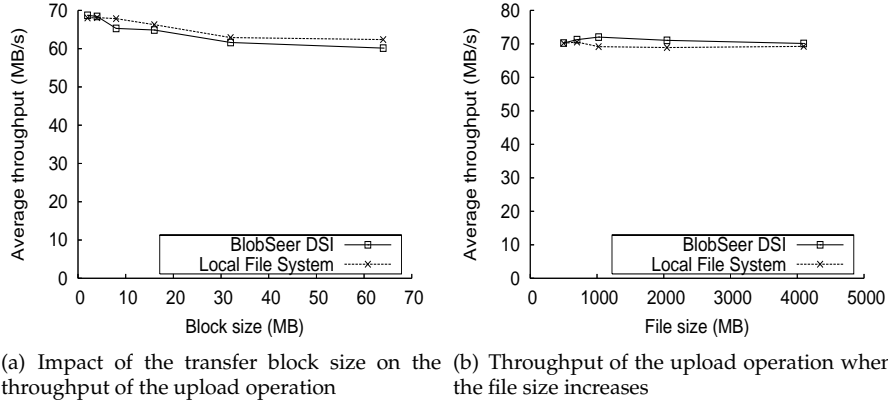 70
60
50
40
30
20
10
0
Average throughput (MB/s)
BlobSeer DSI
Local File System
0 10 20 30 40 50 60 70
Block size (MB)
(a) Impact of the transfer block size on the
throughput of the upload operation
80
70
60
50
40
30
20
10
0
Average throughput (MB/s)
BlobSeer DSI
Local File System
0 1000 2000 3000 4000 5000
File size (MB)
(b) Throughput of the upload operation when
the file size increases